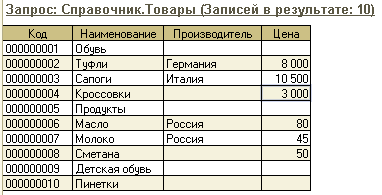 Запрос: Справочник.Товары (Записей в результате: 10)
Код Наименование Производитель Цена
000000001 Обувь
000000002 Туфли Германия 8 000
000000003 Сапоги Италия 10 500
000000004 Кроссовки 3 000
000000005 Продукты
000000006 Масло Россия 80
000000007 Молоко Россия 45
000000008 Сметана 50
000000009 Детская обувь
000000010 Пинетки